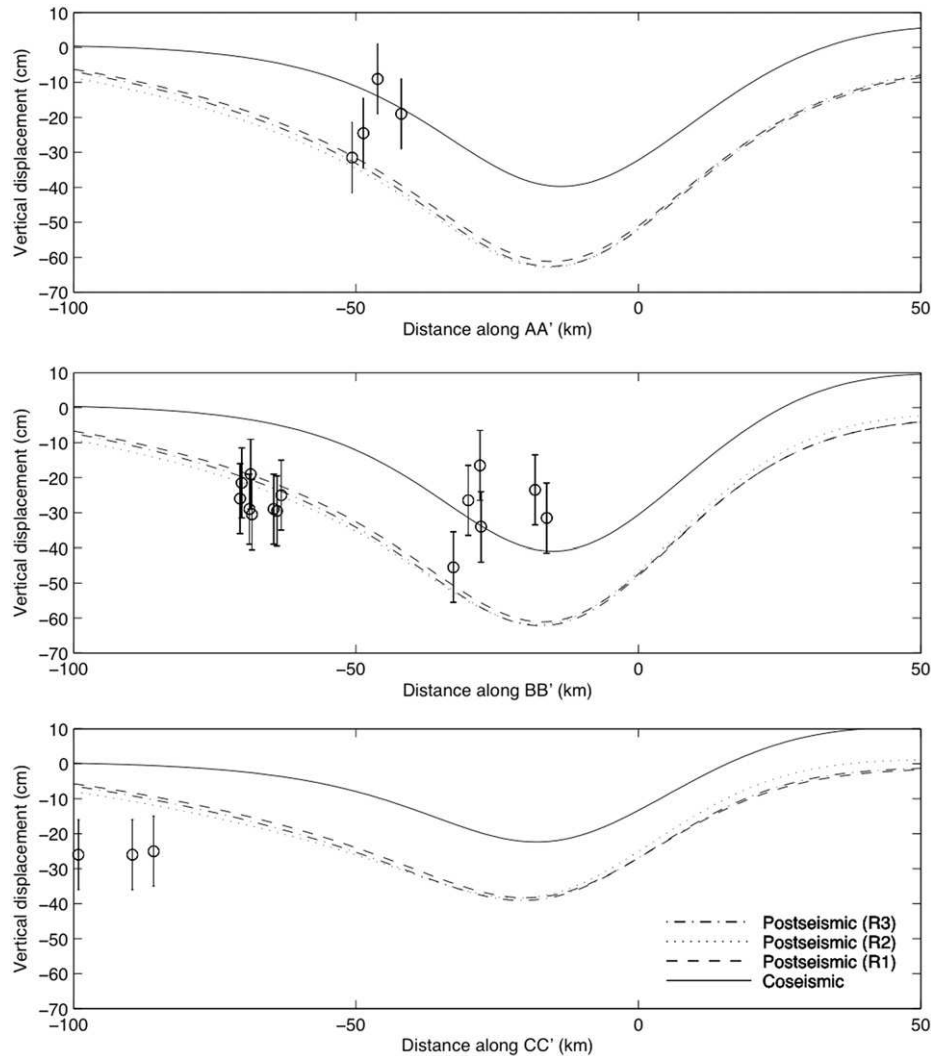 10
0
−10
−20
−30
−40
−50
−60
−70
Vertical displacement (cm)
−100 −50 0 50
Distance along AA' (km)
10
0
−10
−20
−30
−40
−50
−60
−70
Vertical displacement (cm)
−100 −50 0 50
Distance along BB' (km)
10
0
−10
−20
−30
−40
−50
−60
−70
Vertical displacement (cm)
Postseismic (R3)
Postseismic (R2)
Postseismic (R1)
Coseismic
−100 −50 0 50
Distance along CC' (km)